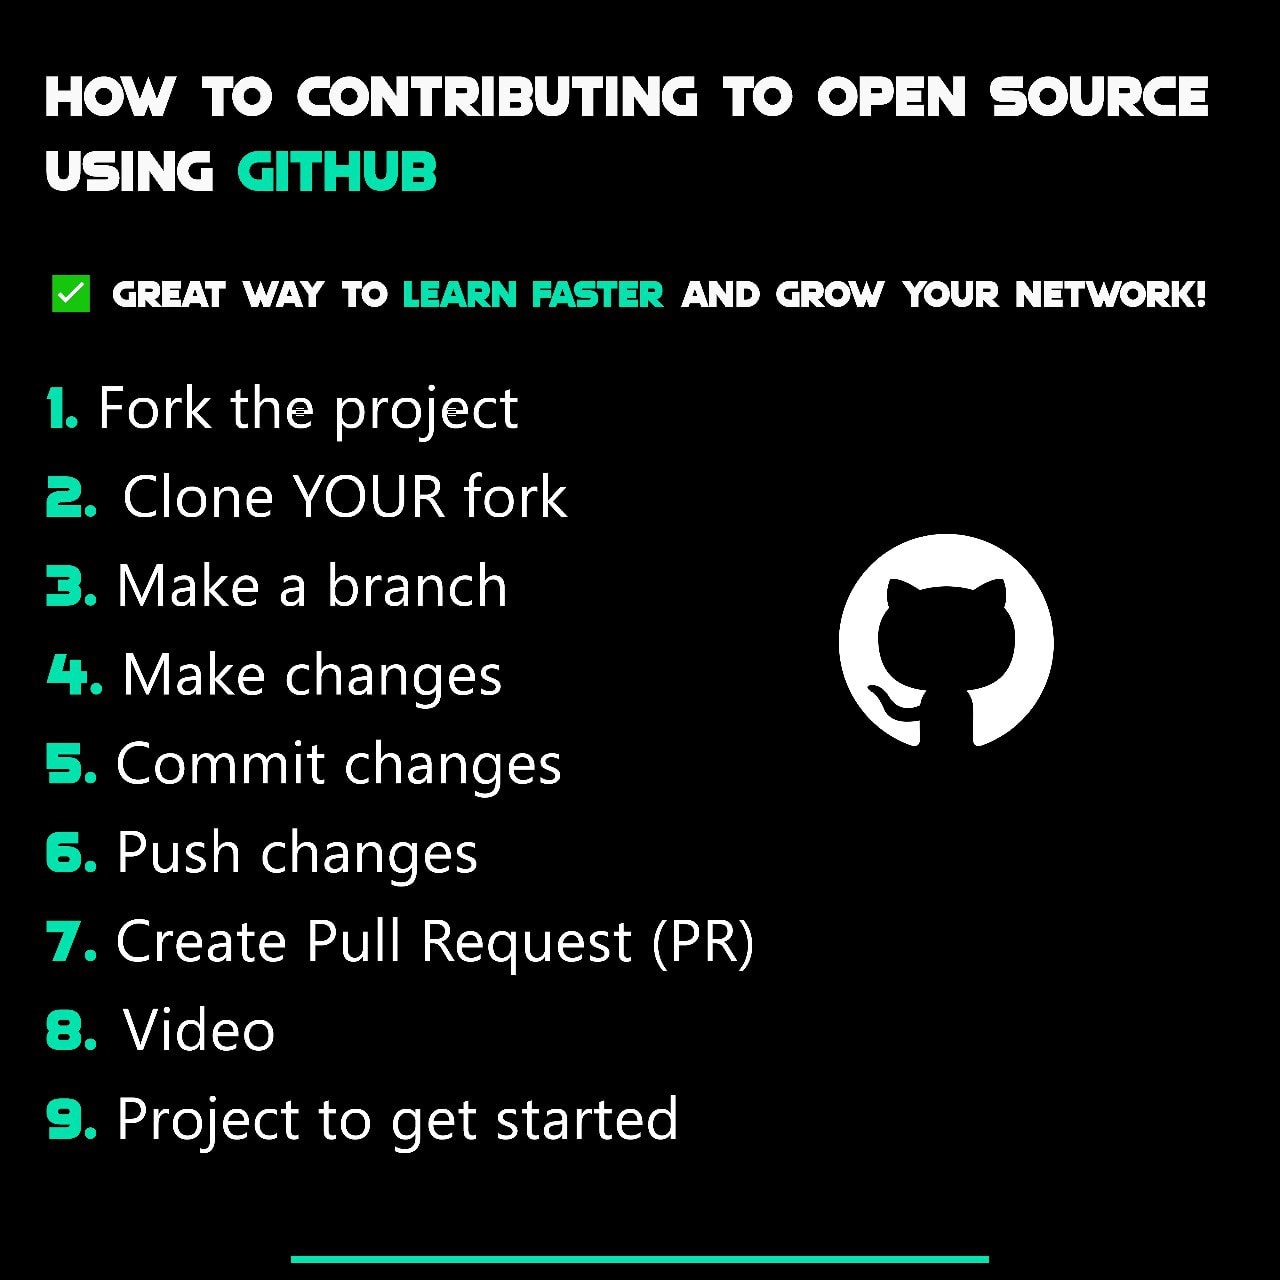 HOW TO CONTRIBUTING TO OPEN SOURCE
USING GITHUB
✅ GREAT WAY TO LEARN FASTER AND GROW YOUR NETWORK!
1. Fork the project
2. Clone YOUR fork
3. Make a branch
4. Make changes
5. Commit changes
6. Push changes
7. Create Pull Request (PR)
8. Video
9. Project to get started